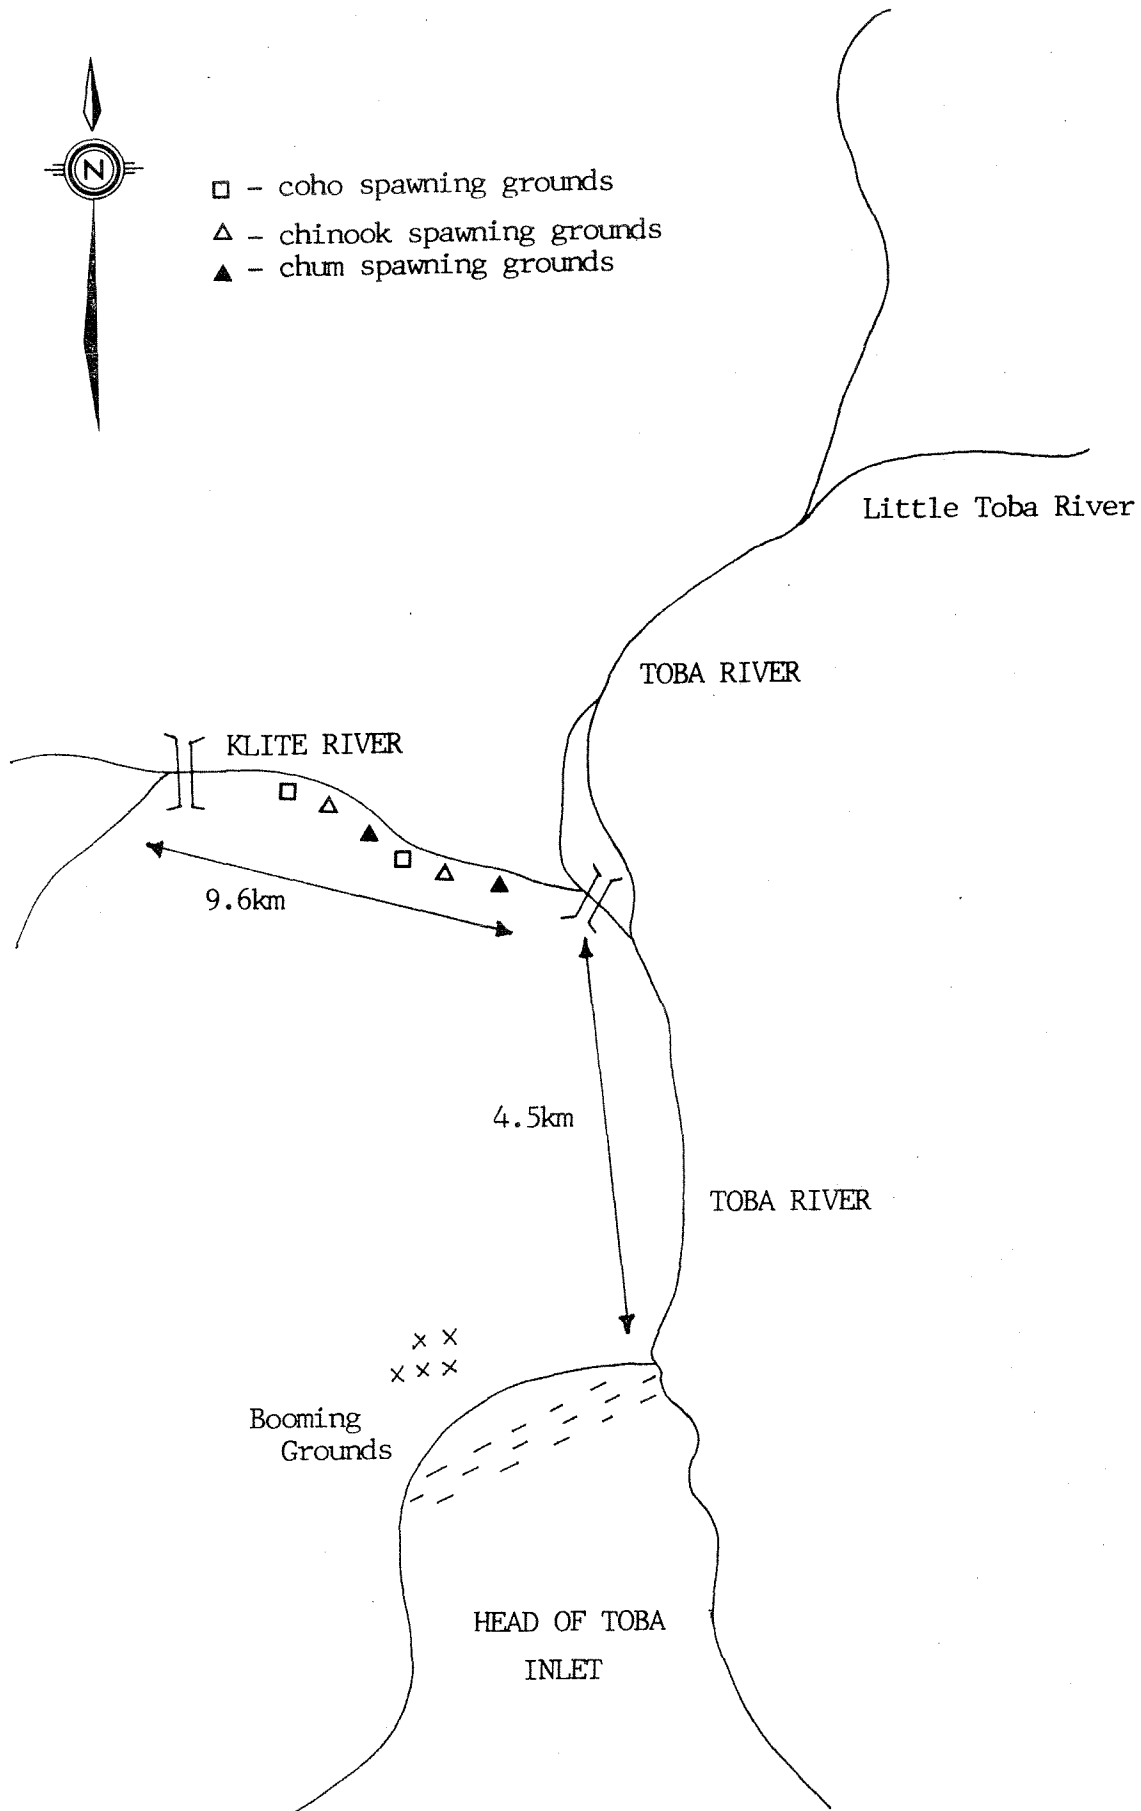 N
□ - coho spawning grounds
△ - chinook spawning grounds
▲ - chum spawning grounds
Little Toba River
TOBA RIVER
KLITE RIVER
9.6km
4.5km
TOBA RIVER
x x
x x x
Booming
Grounds
HEAD OF TOBA
INLET